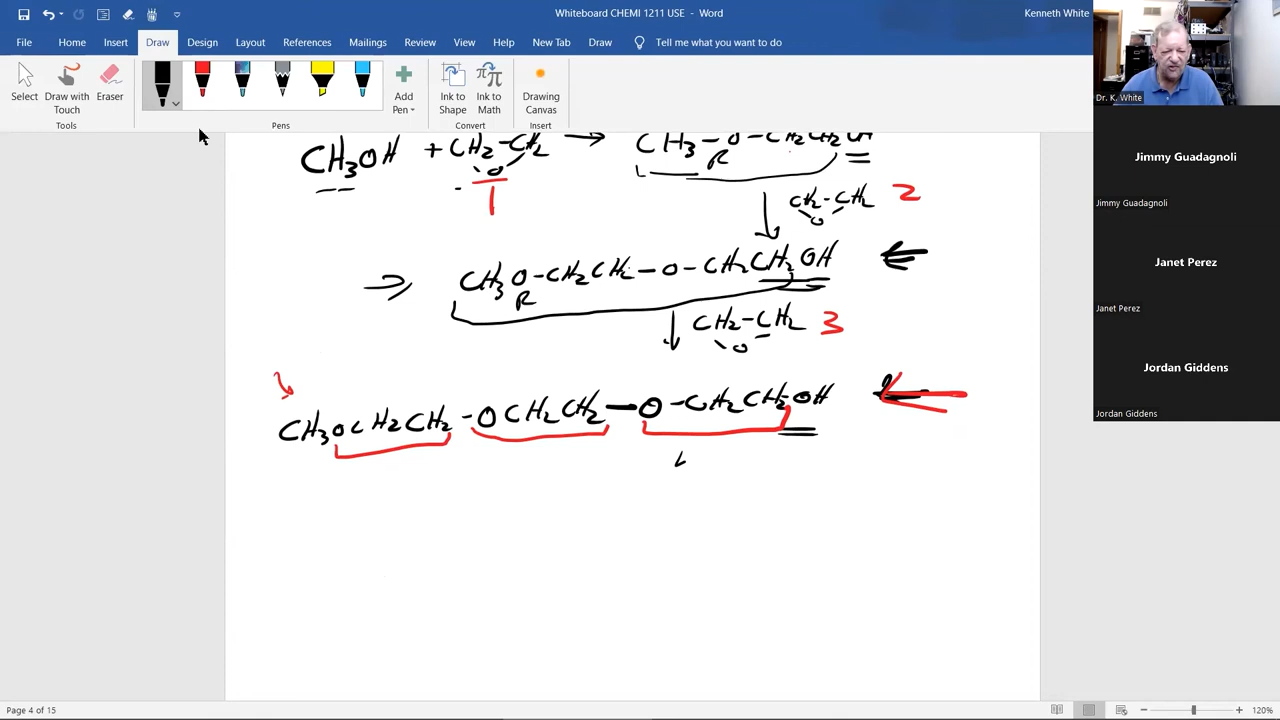 Whiteboard CHEMI 1211 USE - Word
Kenneth White
File Home Insert Draw Design Layout References Mailings Review View Help New Tab Draw Tell me what you want to do
Select Draw with Touch Eraser Add Pen Ink to Shape Ink to Math Drawing Canvas
Tools Pens Convert Insert
Dr. K. White
CH3OH + CH2-CH2 → CH3-O-CH2CH2OH
O R
1
CH2-CH2 2
O
⇒ CH3O-CH2CH2-O-CH2CH2OH
R
CH2-CH2 3
O
CH3OCH2CH2-OCH2CH2-O-CH2CH2OH
Jimmy Guadagnoli
Jimmy Guadagnoli
Janet Perez
Janet Perez
Jordan Giddens
Jordan Giddens
Page 4 of 15
120%